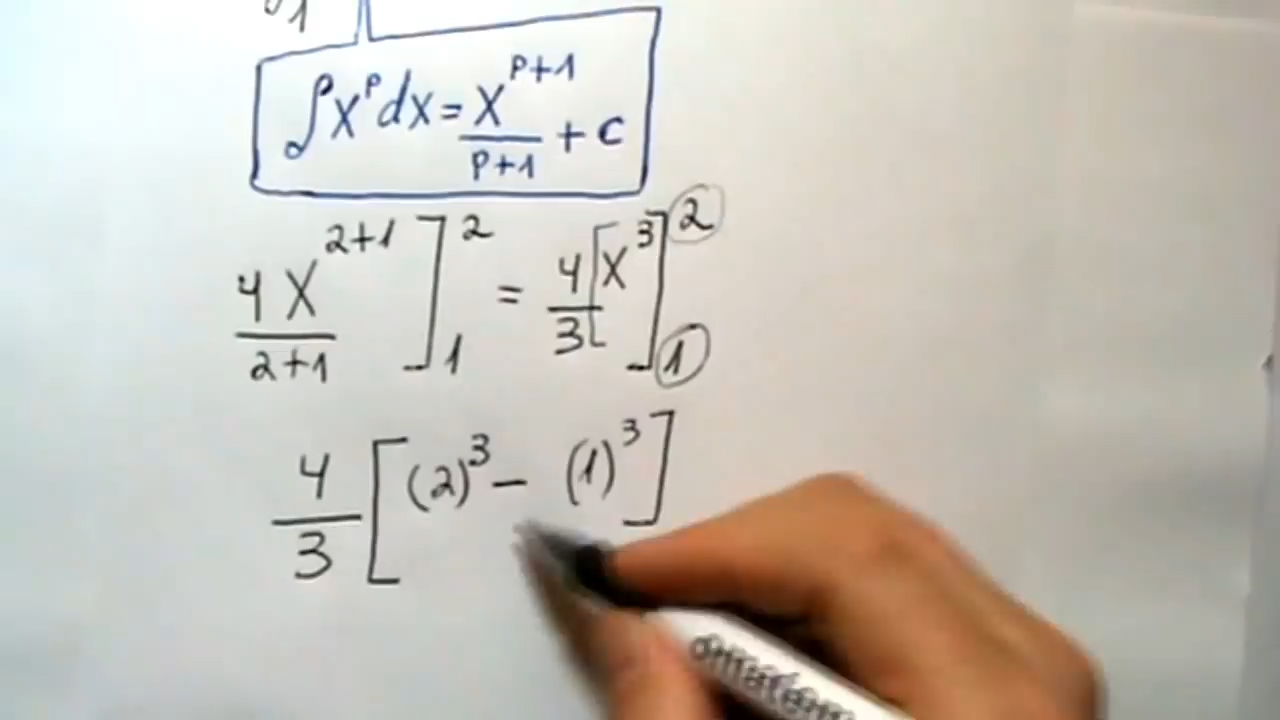 1
∫x^p dx = x^(p+1)/(p+1) + c
4x^(2+1)/(2+1)]₁² = 4/3[x³]₁²
4/3[(2)³ - (1)³]